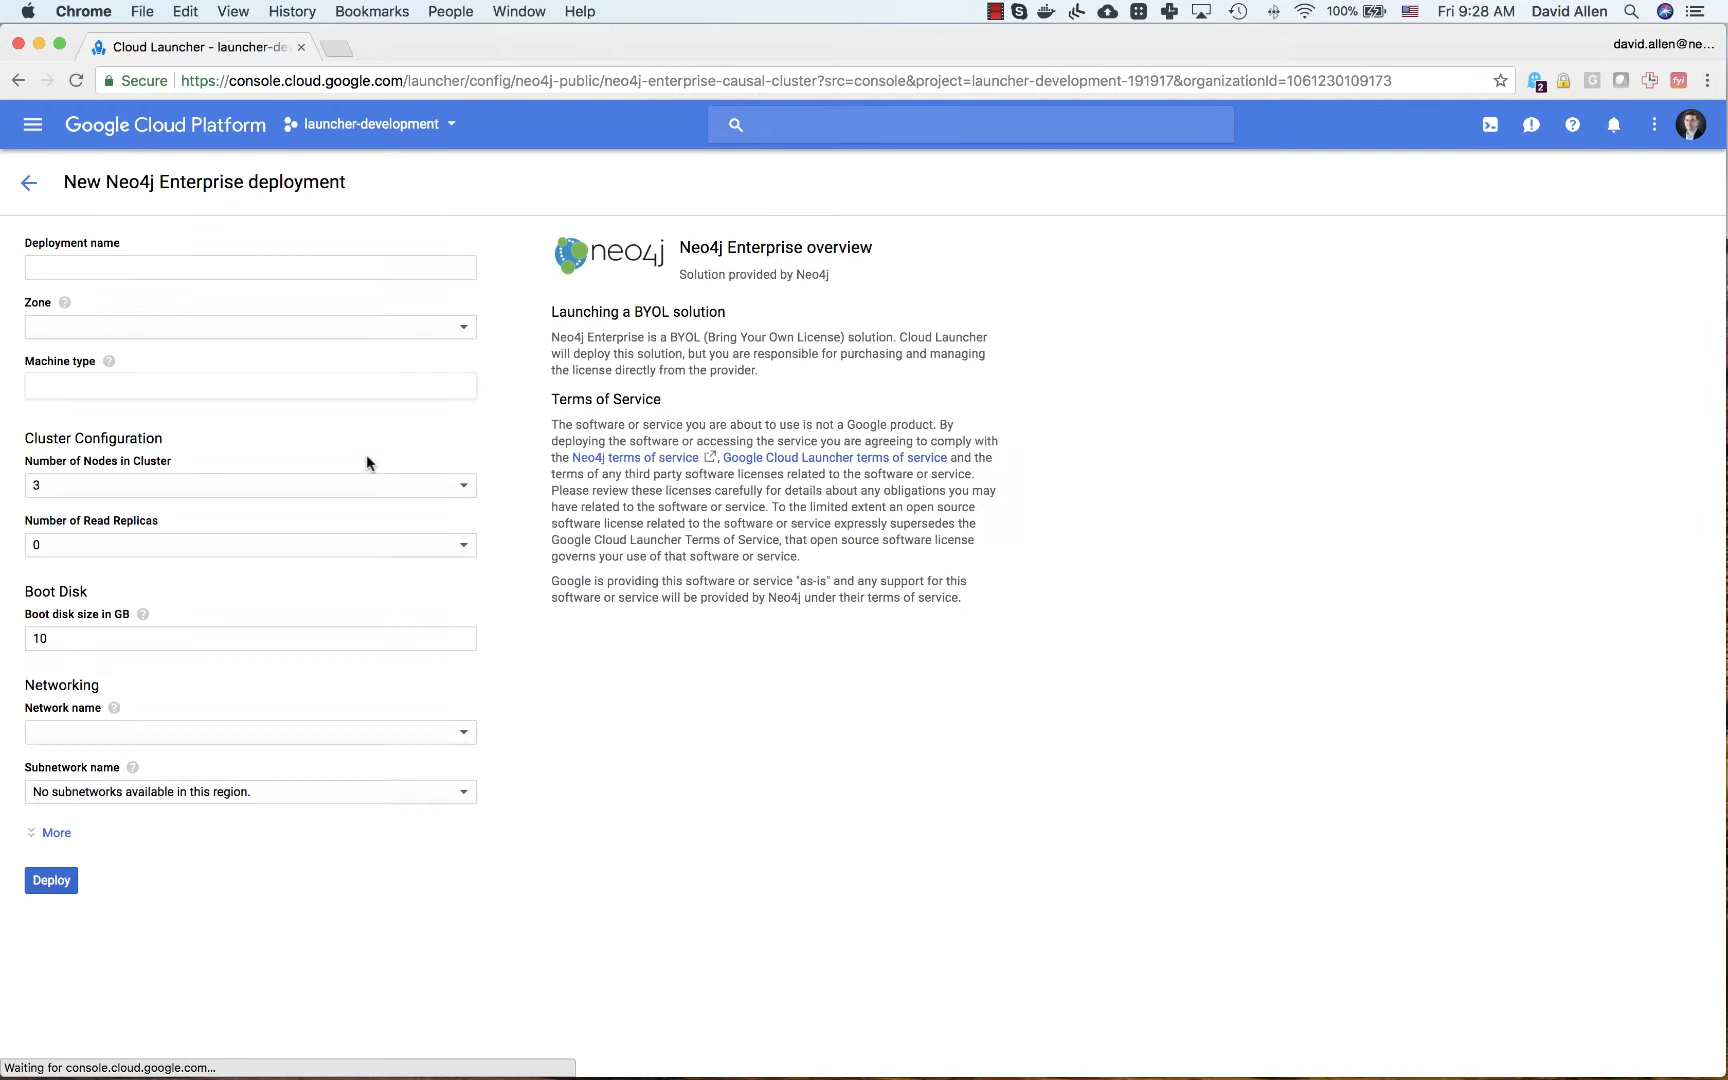 Chrome File Edit View History Bookmarks People Window Help 100% Fri 9:28 AM David Allen
Cloud Launcher - launcher-de
david.allen@ne...
Secure https://console.cloud.google.com/launcher/config/neo4j-public/neo4j-enterprise-causal-cluster?src=console&project=launcher-development-191917&organizationId=1061230109173
2 G fyi
Google Cloud Platform launcher-development
New Neo4j Enterprise deployment
Deployment name
Zone
Machine type
Cluster Configuration
Number of Nodes in Cluster
3
Number of Read Replicas
0
Boot Disk
Boot disk size in GB
10
Networking
Network name
Subnetwork name
No subnetworks available in this region.
More
Deploy
neo4j
Neo4j Enterprise overview
Solution provided by Neo4j
Launching a BYOL solution
Neo4j Enterprise is a BYOL (Bring Your Own License) solution. Cloud Launcher
will deploy this solution, but you are responsible for purchasing and managing
the license directly from the provider.
Terms of Service
The software or service you are about to use is not a Google product. By
deploying the software or accessing the service you are agreeing to comply with
the Neo4j terms of service , Google Cloud Launcher terms of service and the
terms of any third party software licenses related to the software or service.
Please review these licenses carefully for details about any obligations you may
have related to the software or service. To the limited extent an open source
software license related to the software or service expressly supersedes the
Google Cloud Launcher Terms of Service, that open source software license
governs your use of that software or service.
Google is providing this software or service "as-is" and any support for this
software or service will be provided by Neo4j under their terms of service.
Waiting for console.cloud.google.com...